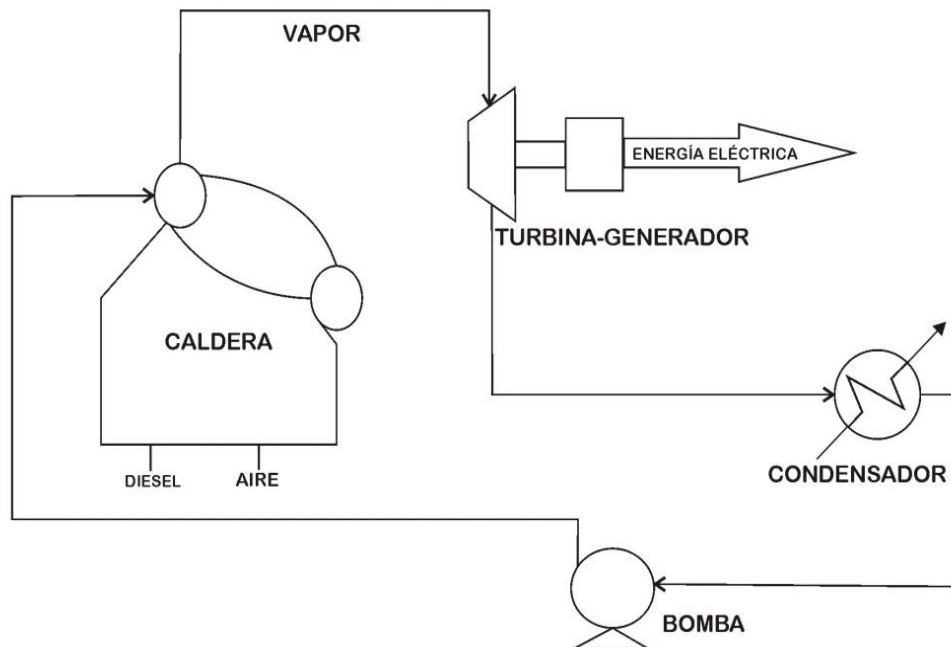 VAPOR
ENERGÍA ELÉCTRICA
TURBINA-GENERADOR
CALDERA
DIESEL
AIRE
CONDENSADOR
BOMBA